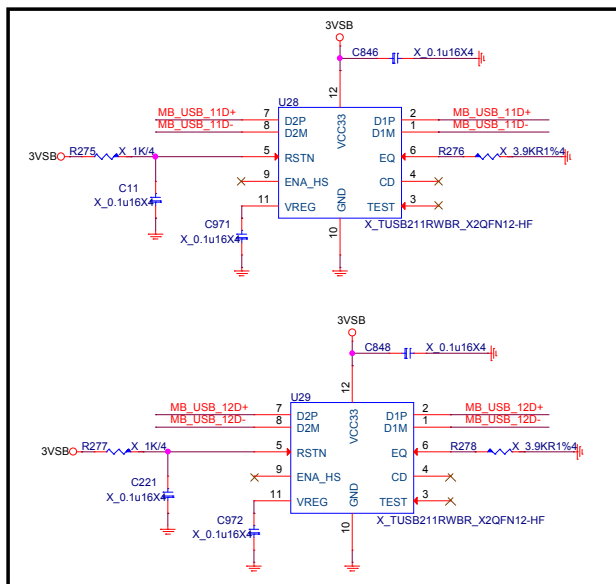 3VSB
C846 X_0.1u16X4
12
U28
MB_USB_11D+ 7 D2P VCC33 D1P 2 MB_USB_11D+
MB_USB_11D- 8 D2M D1M 1 MB_USB_11D-
3VSB R275 X_1K/4 5 RSTN EQ 6 R276 X_3.9KR1%4
9 ENA_HS CD 4
C11
X_0.1u16X4
11 VREG GND TEST 3
C971
X_0.1u16X4
10
X_TUSB211RWBR_X2QFN12-HF
3VSB
C848 X_0.1u16X4
12
U29
MB_USB_12D+ 7 D2P VCC33 D1P 2 MB_USB_12D+
MB_USB_12D- 8 D2M D1M 1 MB_USB_12D-
3VSB R277 X_1K/4 5 RSTN EQ 6 R278 X_3.9KR1%4
9 ENA_HS CD 4
C221
X_0.1u16X4
11 VREG GND TEST 3
C972
X_0.1u16X4
10
X_TUSB211RWBR_X2QFN12-HF